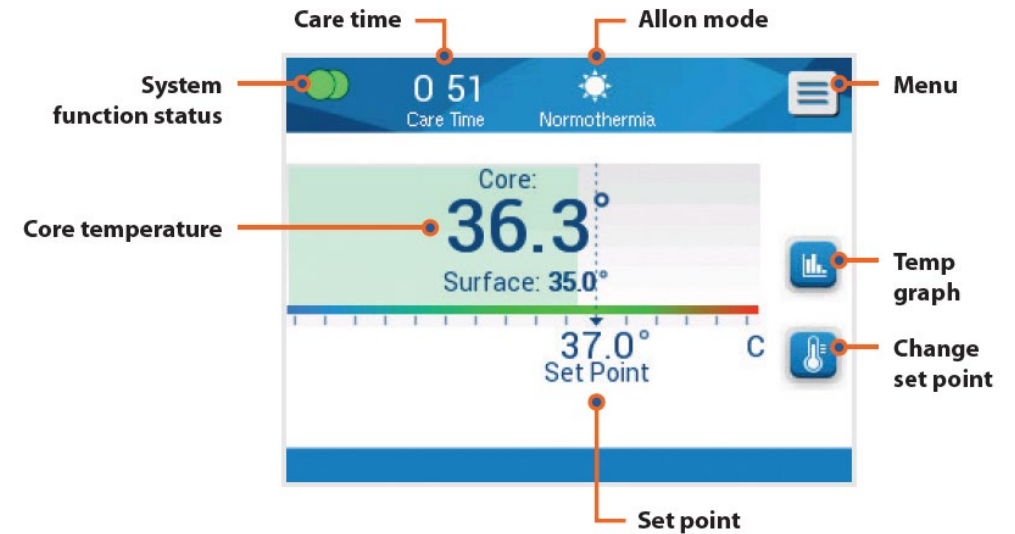 Care time
Allon mode
System
function status
0 51
Care Time
Normothermia
Menu
Core:
36.3°
Core temperature
Surface: 35.0°
Temp
graph
37.0°
C
Set Point
Change
set point
Set point